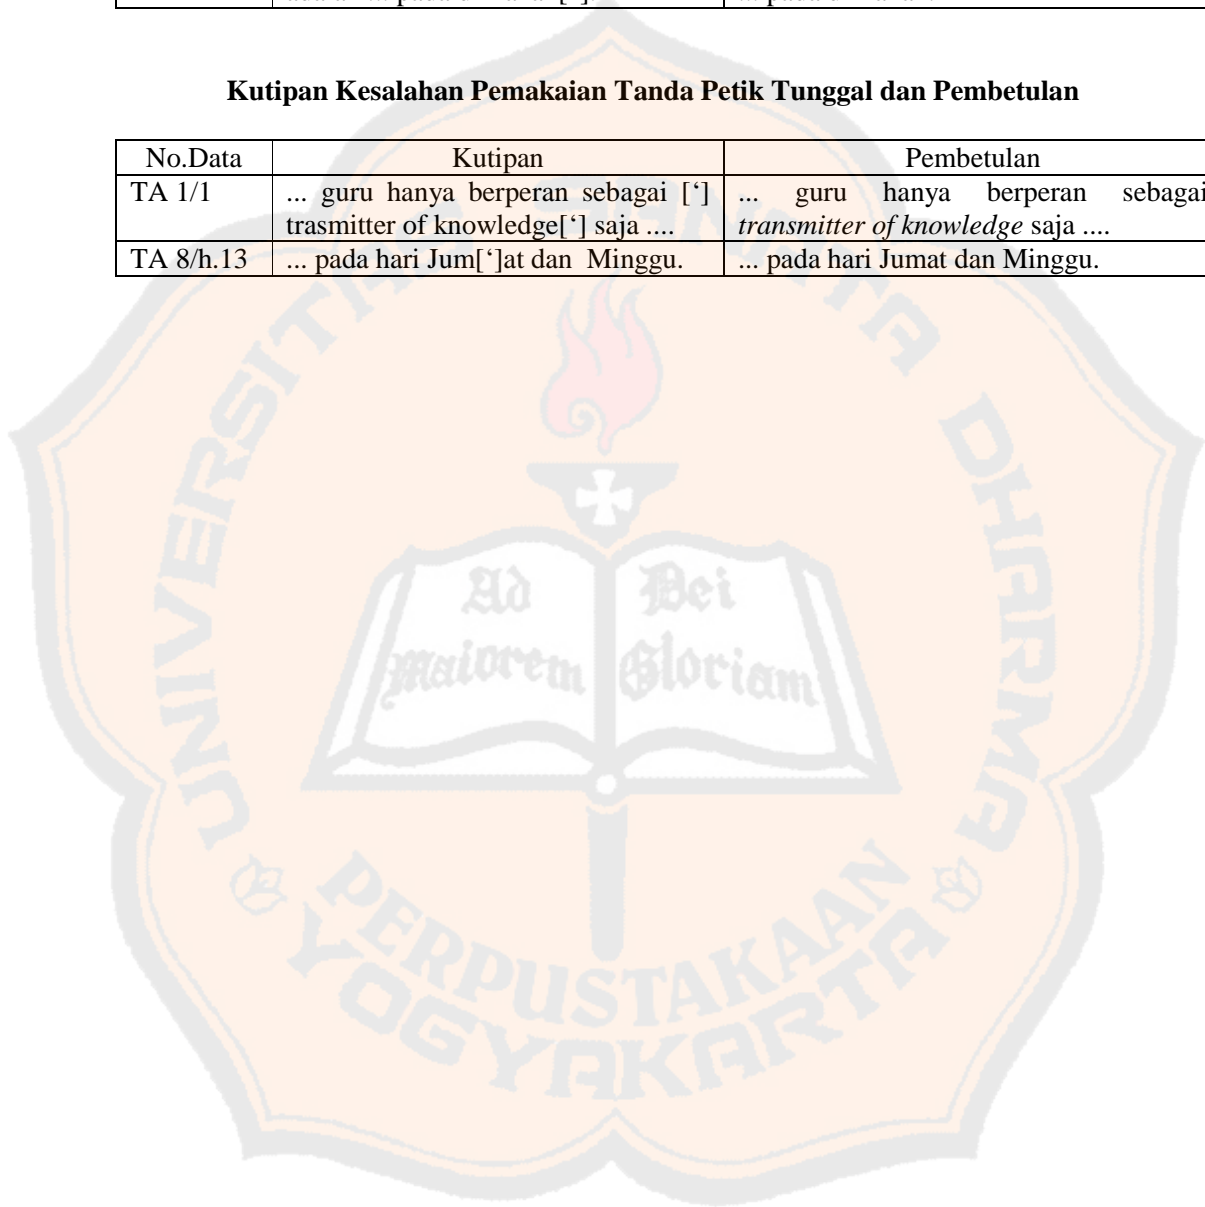 Kutipan Kesalahan Pemakaian Tanda Petik Tunggal dan Pembetulan
No.Data Kutipan Pembetulan
TA 1/1 ... guru hanya berperan sebagai [‘] ... guru hanya berperan sebagai
trasmitter of knowledge['] saja .... transmitter of knowledge saja ....
TA 8/h.13 ... pada hari Jum[‘]at dan Minggu. ... pada hari Jumat dan Minggu.
UNIVERSITAS SANATA DHARMA
Ad Dei
maiorem Gloriam
PERPUSTAKAAN
YOGYAKARTA